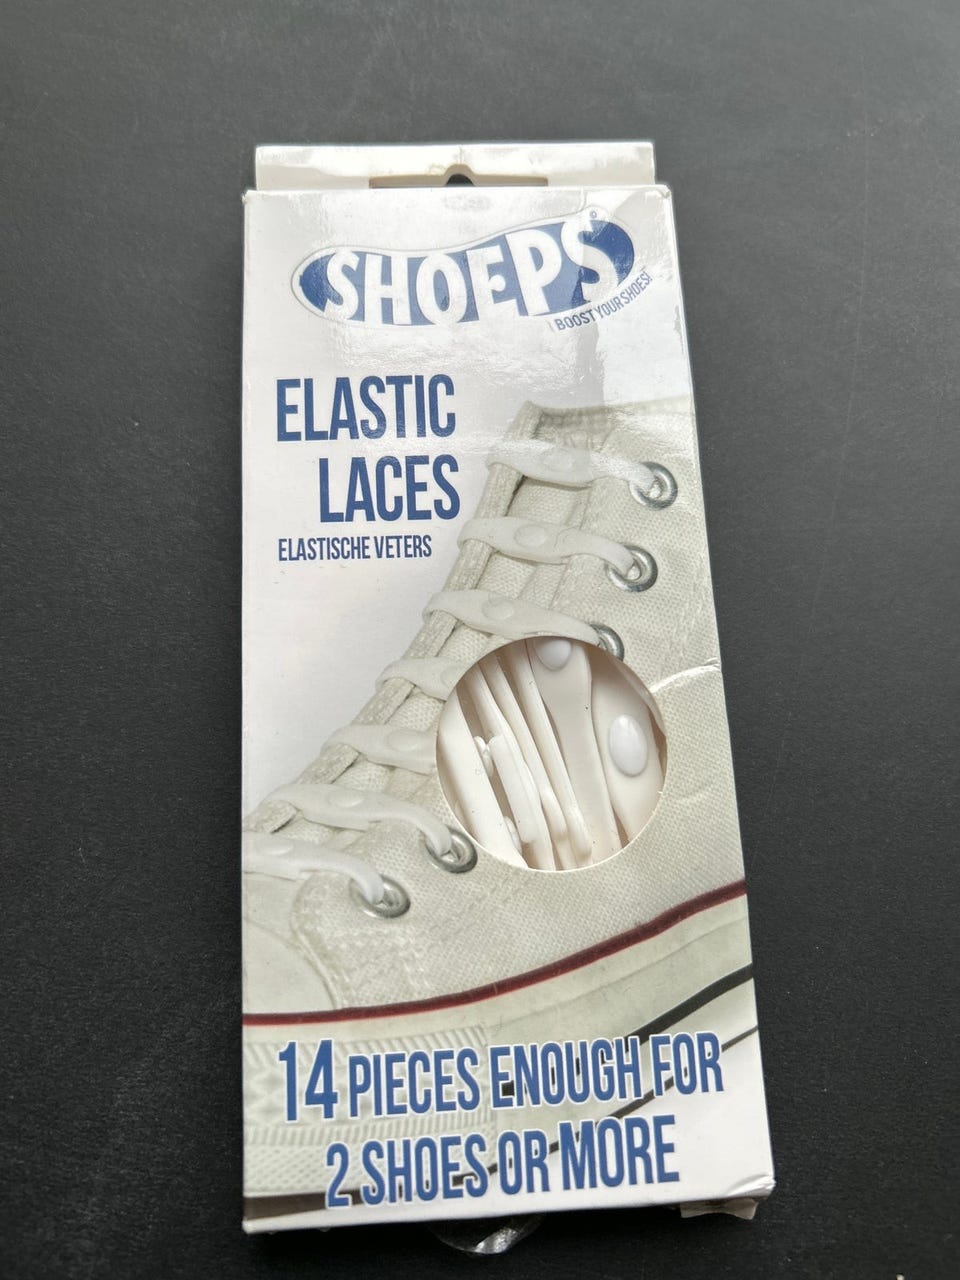 SHOEPS®
BOOST YOUR SHOES!
ELASTIC
LACES
ELASTISCHE VETERS
14 PIECES ENOUGH FOR
2 SHOES OR MORE